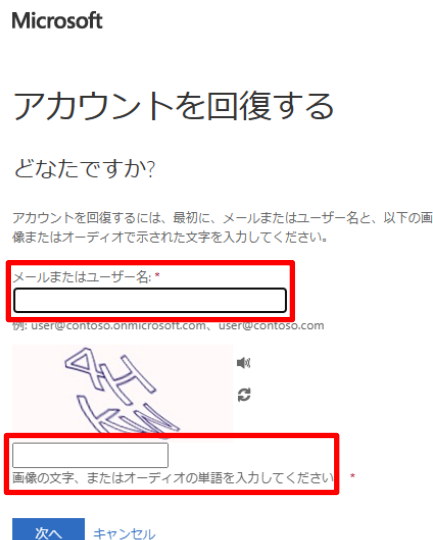 Microsoft
アカウントを回復する
どなたですか?
アカウントを回復するには、最初に、メールまたはユーザー名と、以下の画
像またはオーディオで示された文字を入力してください。
メールまたはユーザー名: *
例: user@contoso.onmicrosoft.com、user@contoso.com
画像の文字、またはオーディオの単語を入力してください *
次へ キャンセル